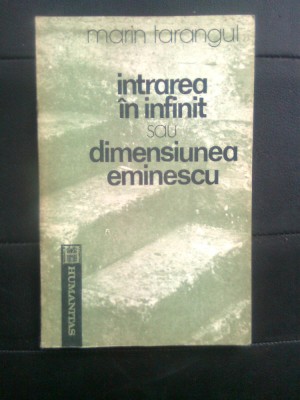 marin tarangul
intrarea
în infinit
sau
dimensiunea
eminescu
HUMANITAS